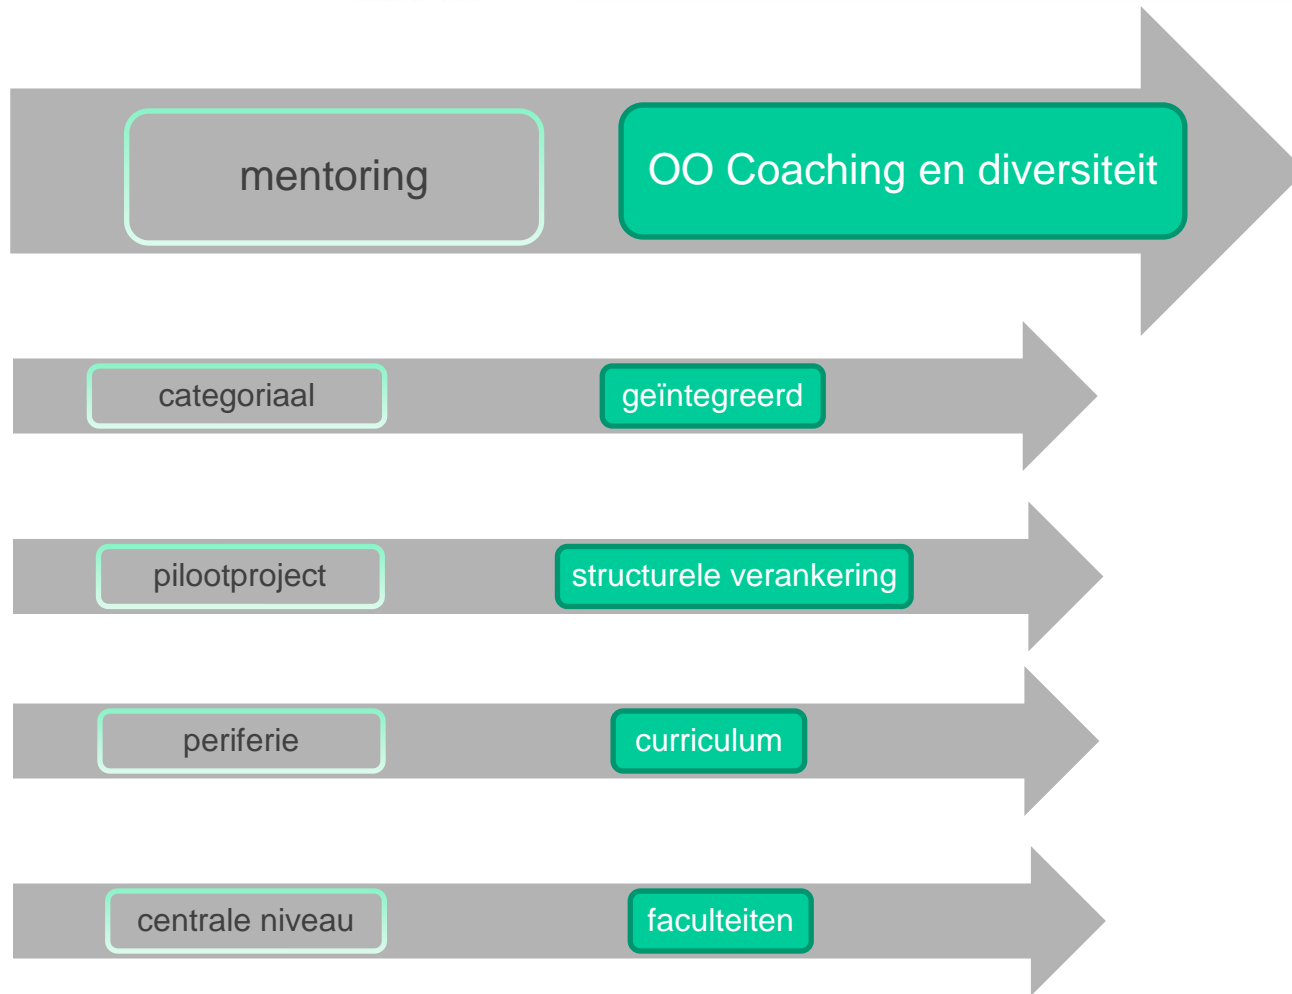 mentoring
OO Coaching en diversiteit
categoriaal
geïntegreerd
pilootproject
structurele verankering
periferie
curriculum
centrale niveau
faculteiten